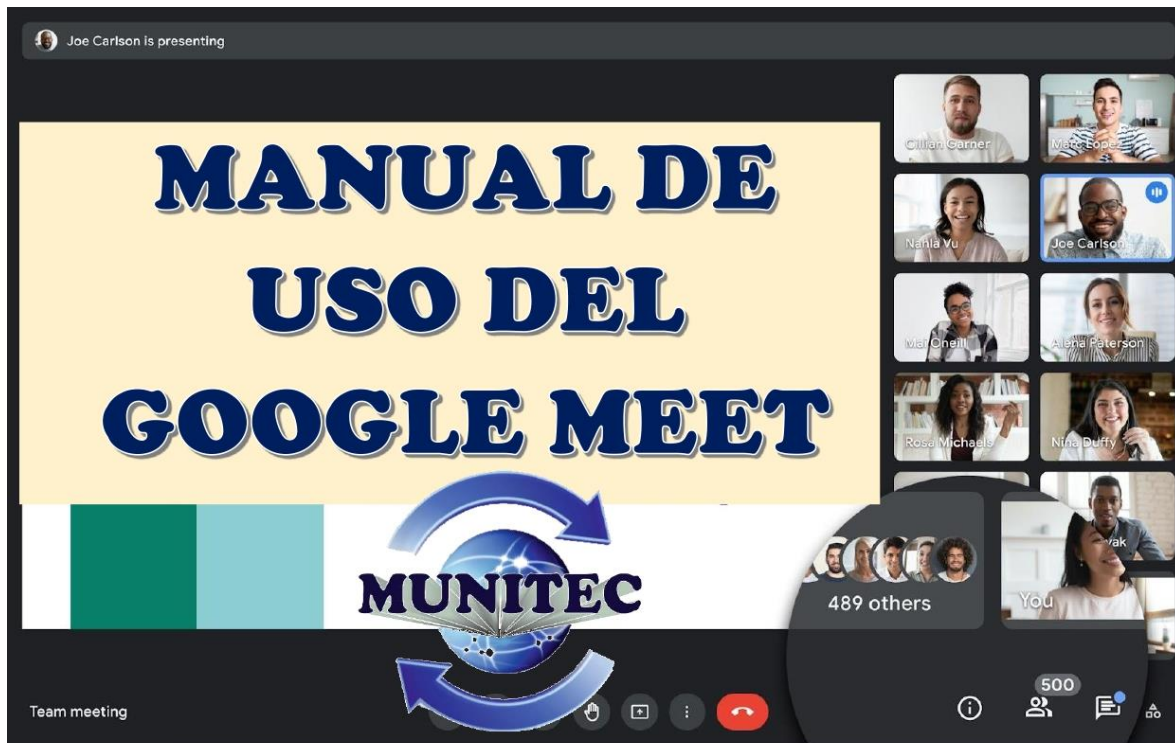 Joe Carlson is presenting
MANUAL DE
USO DEL
GOOGLE MEET
MUNITEC
Cillian Garner
Marc Lopez
Nahla Vu
Joe Carlson
Mai Oneill
Alena Paterson
Rosa Michaels
Nina Duffy
vak
489 others
You
500
Team meeting